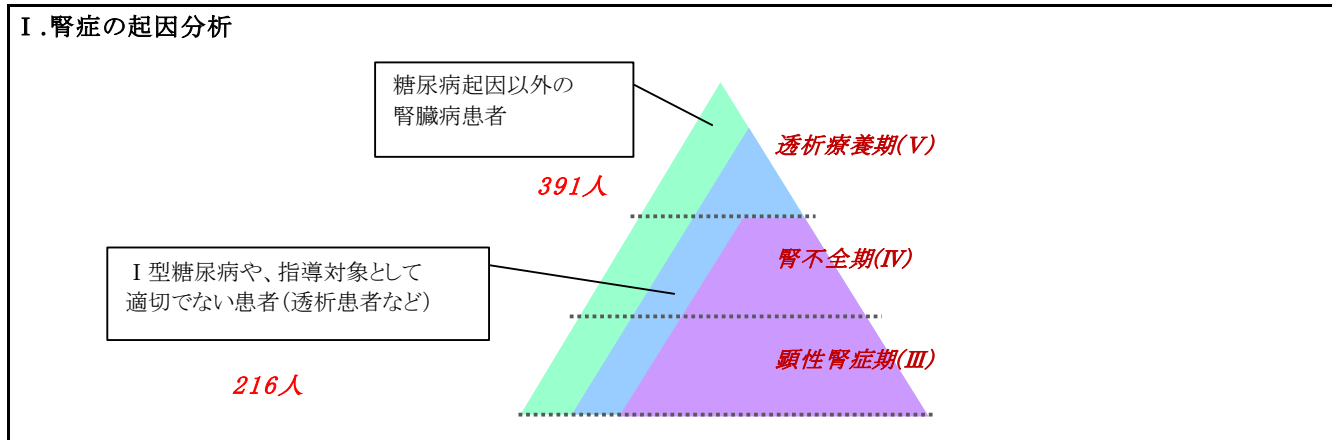 Ⅰ.腎症の起因分析
糖尿病起因以外の
腎臓病患者
透析療養期(Ⅴ)
391人
腎不全期(Ⅳ)
Ⅰ型糖尿病や、指導対象として
適切でない患者(透析患者など)
顕性腎症期(Ⅲ)
216人